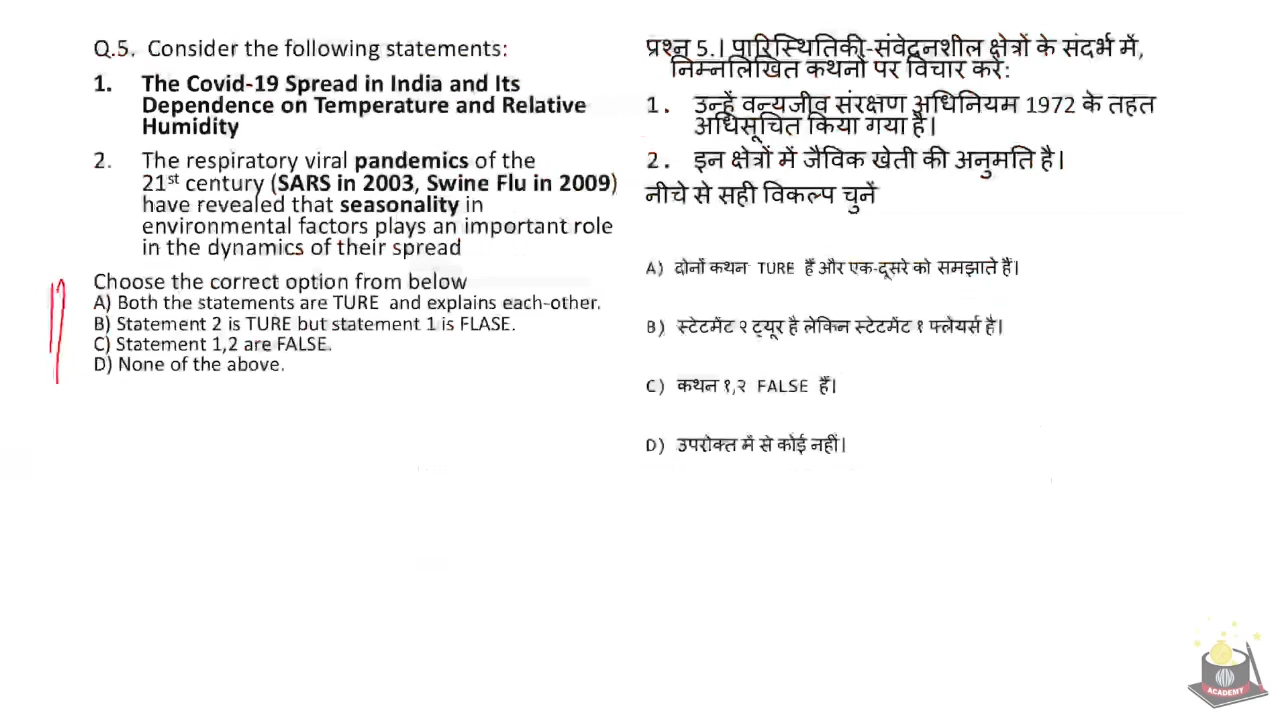 Q.5. Consider the following statements:
1. The Covid-19 Spread in India and Its
Dependence on Temperature and Relative
Humidity
2. The respiratory viral pandemics of the
21st century (SARS in 2003, Swine Flu in 2009)
have revealed that seasonality in
environmental factors plays an important role
in the dynamics of their spread
Choose the correct option from below
A) Both the statements are TURE and explains each-other.
B) Statement 2 is TURE but statement 1 is FLASE.
C) Statement 1,2 are FALSE.
D) None of the above.
प्रश्न 5.। पारिस्थितिकी-संवेदनशील क्षेत्रों के संदर्भ में,
निम्नलिखित कथनों पर विचार करें:
1. उन्हें वन्यजीव संरक्षण अधिनियम 1972 के तहत
अधिसूचित किया गया है।
2. इन क्षेत्रों में जैविक खेती की अनुमति है।
नीचे से सही विकल्प चुनें
A) दोनों कथन TURE हैं और एक-दूसरे को समझाते हैं।
B) स्टेटमेंट २ ट्यूर है लेकिन स्टेटमेंट १ फ्लेयर्स है।
C) कथन १,२ FALSE हैं।
D) उपरोक्त में से कोई नहीं।
ACADEMY